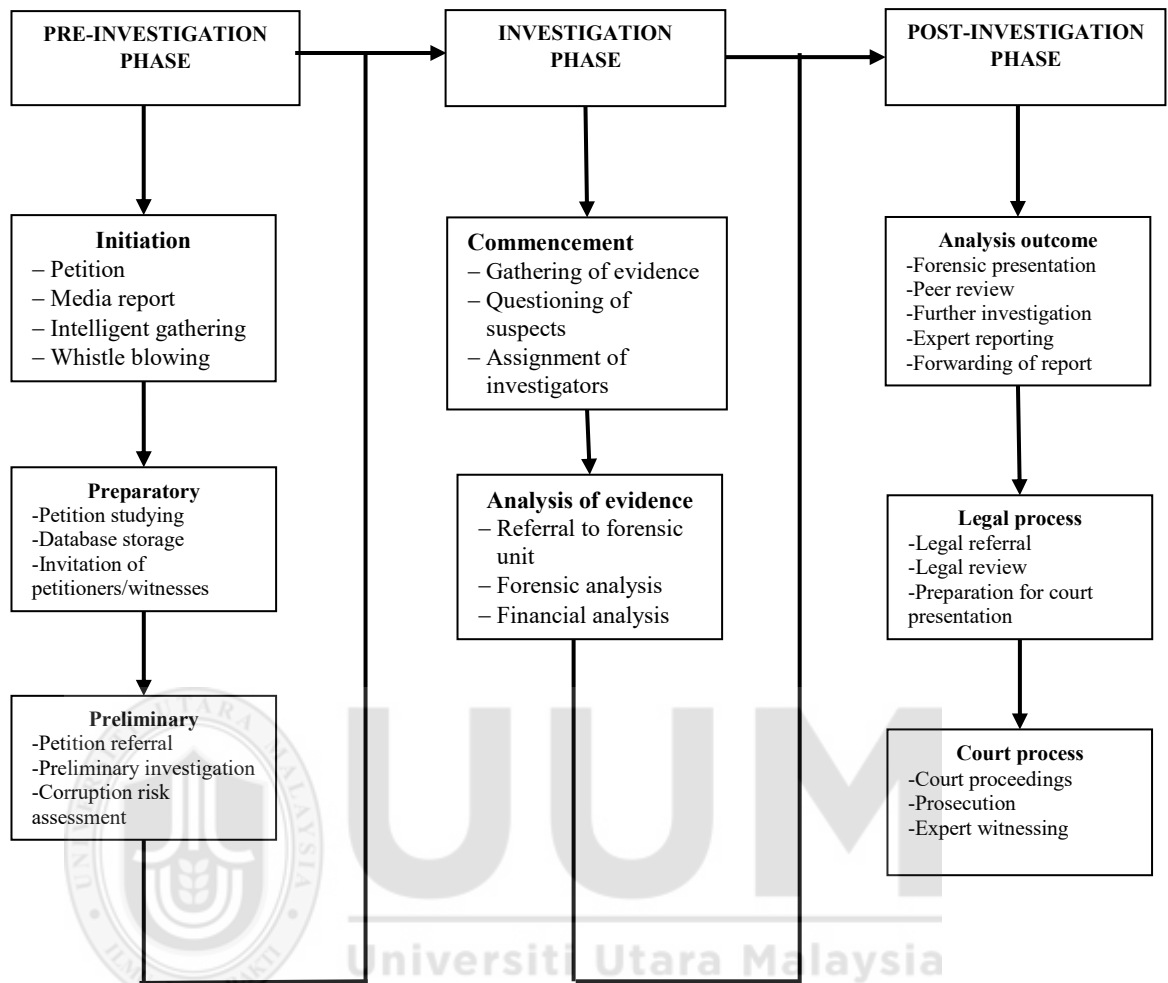 PRE-INVESTIGATION
PHASE
Initiation
– Petition
– Media report
– Intelligent gathering
– Whistle blowing
Preparatory
-Petition studying
-Database storage
-Invitation of
petitioners/witnesses
Preliminary
-Petition referral
-Preliminary investigation
-Corruption risk
assessment
INVESTIGATION
PHASE
Commencement
– Gathering of evidence
– Questioning of
suspects
– Assignment of
investigators
Analysis of evidence
– Referral to forensic
unit
– Forensic analysis
– Financial analysis
POST-INVESTIGATION
PHASE
Analysis outcome
-Forensic presentation
-Peer review
-Further investigation
-Expert reporting
-Forwarding of report
Legal process
-Legal referral
-Legal review
-Preparation for court
presentation
Court process
-Court proceedings
-Prosecution
-Expert witnessing
UNIVERSITI UTARA MALAYSIA
UUM
Universiti Utara Malaysia